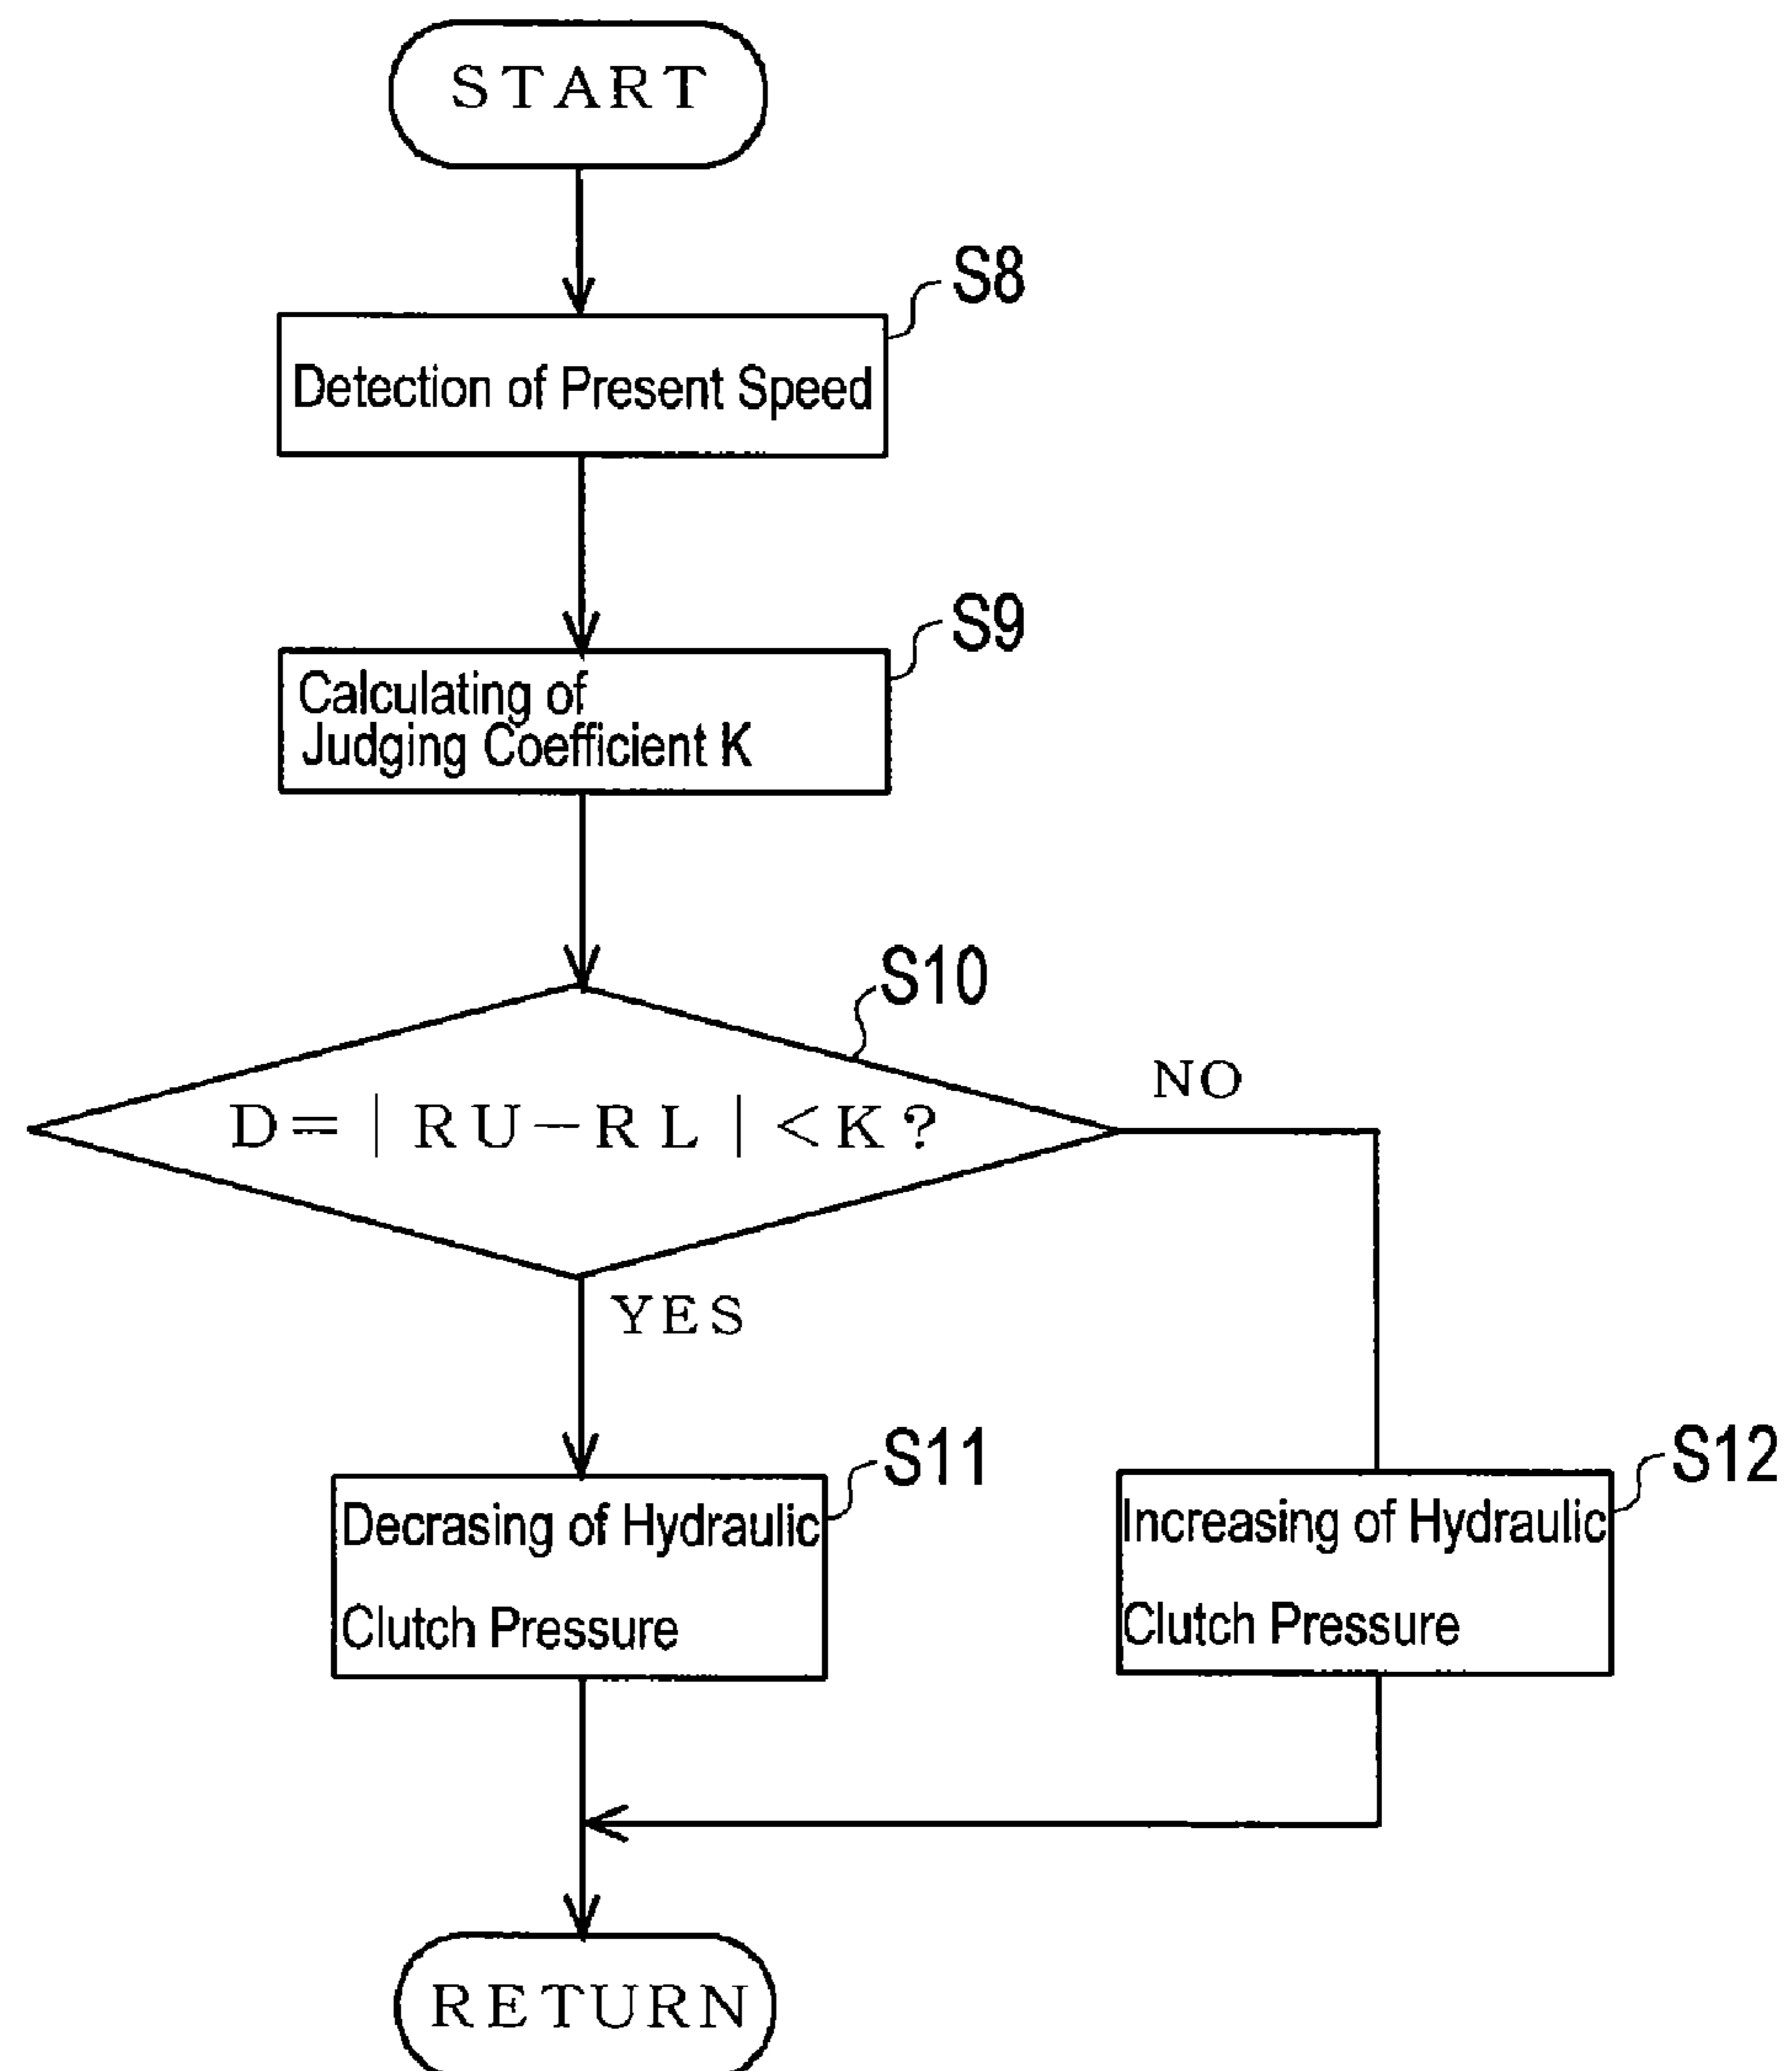 START
S8
Detection of Present Speed
S9
Calculating of
Judging Coefficient K
S10
D=|RU-RL|<K?
NO
YES
S11
Decrasing of Hydraulic
Clutch Pressure
S12
Increasing of Hydraulic
Clutch Pressure
RETURN